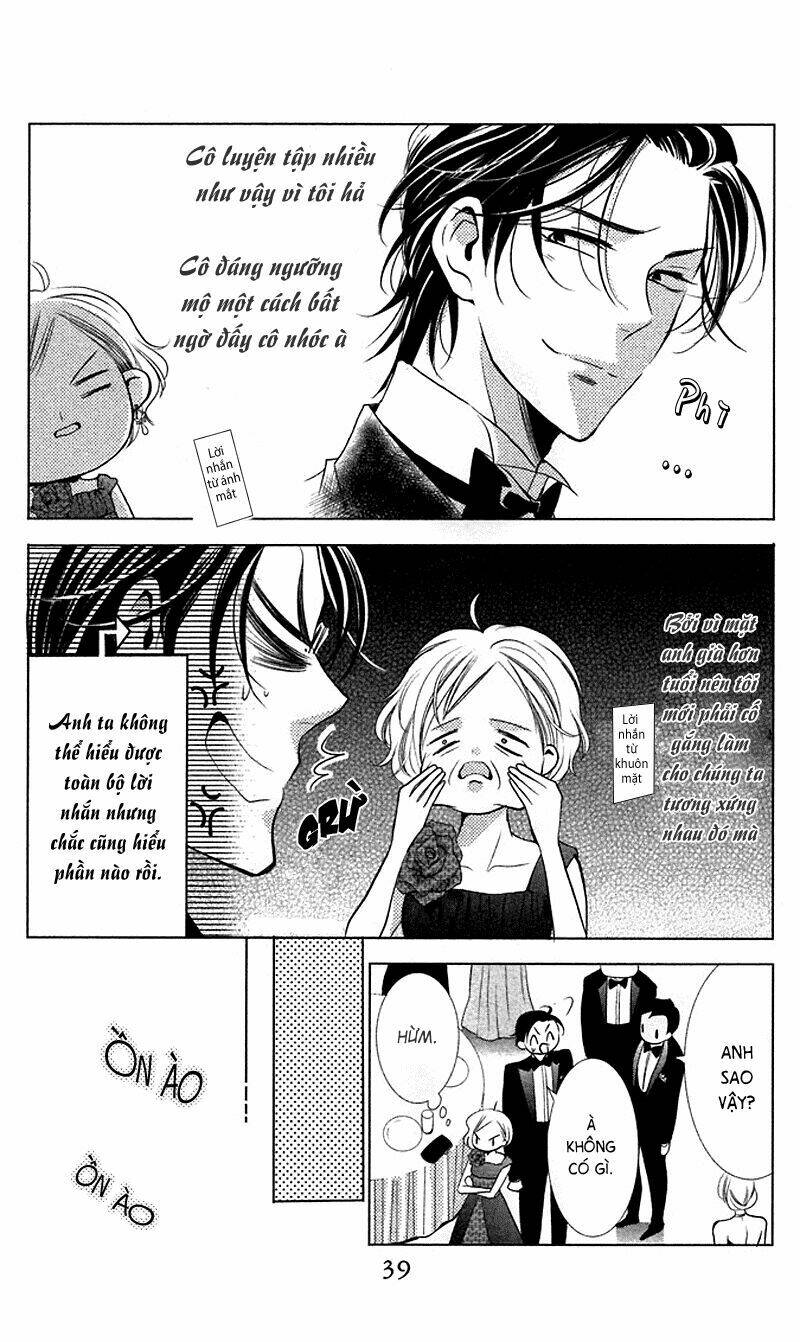 Cô luyện tập nhiều
như vậy vì tôi hả
Cô đáng ngưỡng
mộ một cách bất
ngờ đấy cô nhóc à
Phì
...
Lời
nhắn
từ ánh
mắt
Bởi vì mặt
anh già hơn
tuổi nên tôi
mới phải cố
gắng làm
cho chúng ta
tương xứng
nhau đó mà
Lời
nhắn
từ
khuôn
mặt
GRỪ
Anh ta không
thể hiểu được
toàn bộ lời
nhắn nhưng
chắc cũng hiểu
phần nào rồi.
ANH
SAO
VẬY?
À
KHÔNG
CÓ GÌ.
HỪM.
ỒN ÀO
ỒN ÀO
39